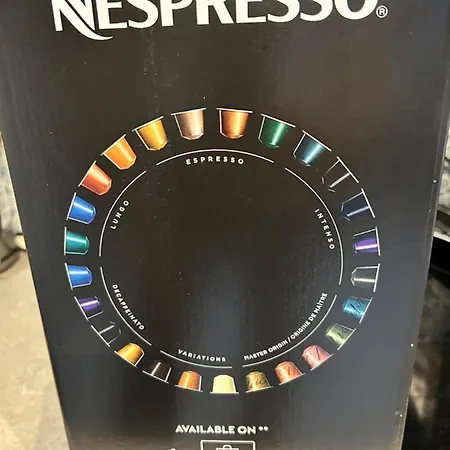 NESPRESSO®
ESPRESSO
LUNGO
INTENSO
DECAFFEINATO
VARIATIONS
MASTER ORIGIN / ORIGINE DE MAÎTRE
AVAILABLE ON **